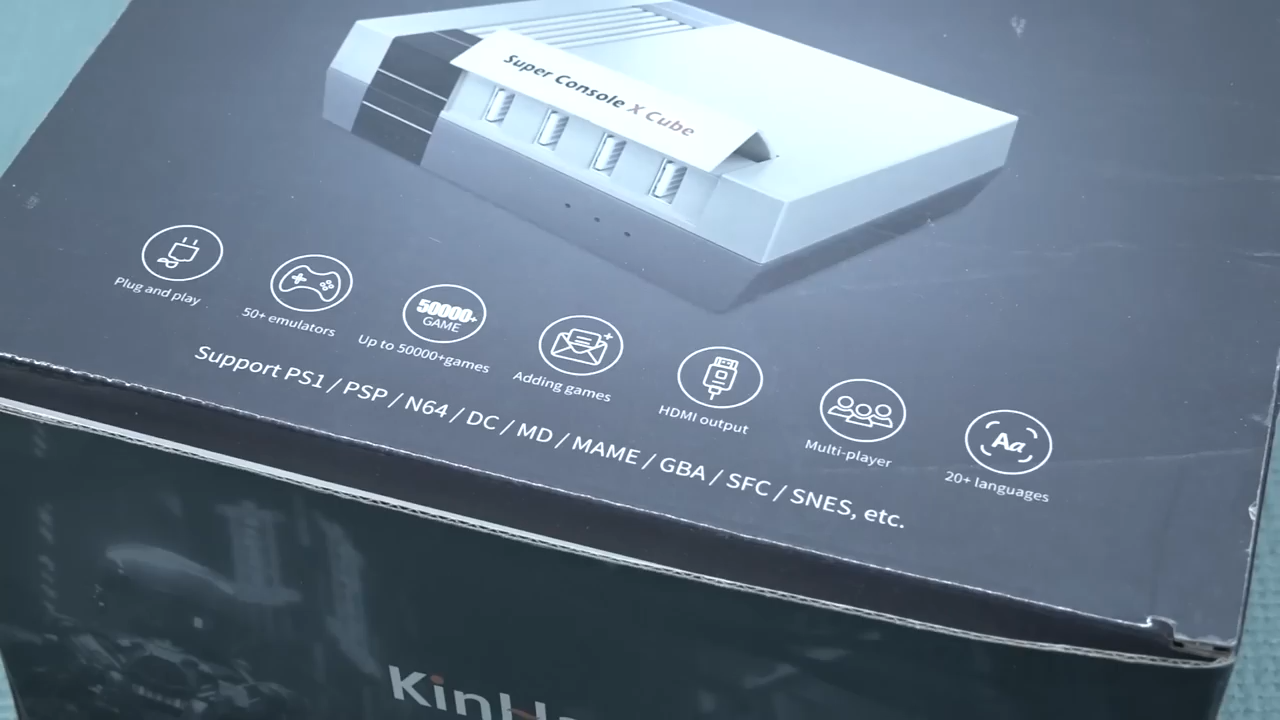 Super Console X Cube
Plug and play
50+ emulators
50000+
GAME
Up to 50000+games
Adding games
HDMI output
Multi-player
Aa
20+ languages
Support PS1 / PSP / N64 / DC / MD / MAME / GBA / SFC / SNES, etc.